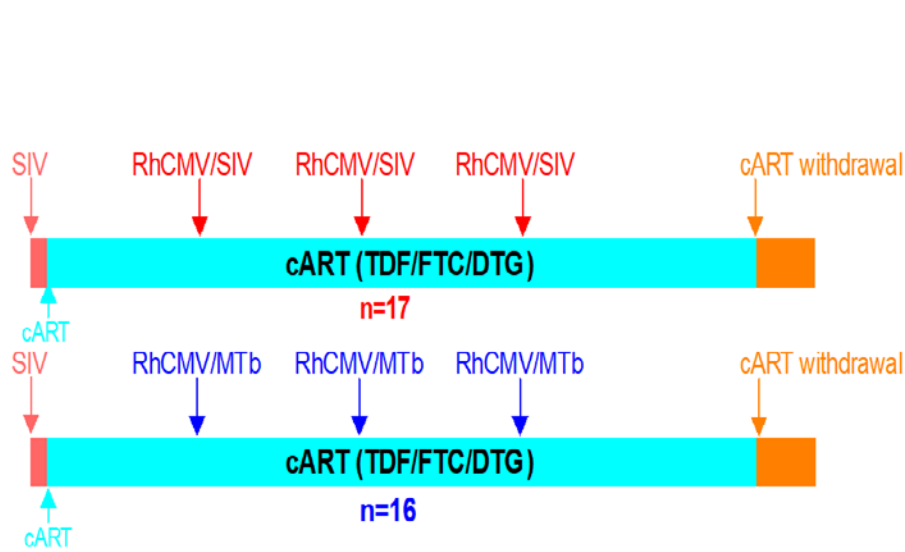 SIV RhCMV/SIV RhCMV/SIV RhCMV/SIV cART withdrawal
cART (TDF/FTC/DTG)
n=17
cART
SIV RhCMV/MTb RhCMV/MTb RhCMV/MTb cART withdrawal
cART (TDF/FTC/DTG)
n=16
cART